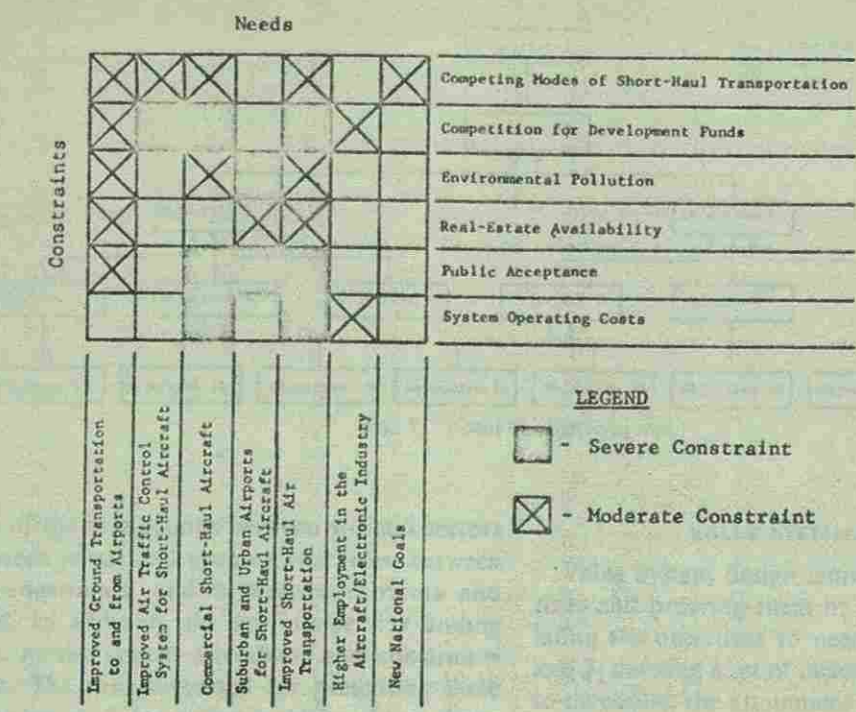 Needs
Constraints
Competing Modes of Short-Haul Transportation
Competition for Development Funds
Environmental Pollution
Real-Estate Availability
Public Acceptance
System Operating Costs
Improved Ground Transportation
to and from Airports
Improved Air Traffic Control
System for Short-Haul Aircraft
Commercial Short-Haul Aircraft
Suburban and Urban Airports
for Short-Haul Aircraft
Improved Short-Haul Air
Transportation
Higher Employment in the
Aircraft/Electronic Industry
New National Goals
LEGEND
- Severe Constraint
- Moderate Constraint